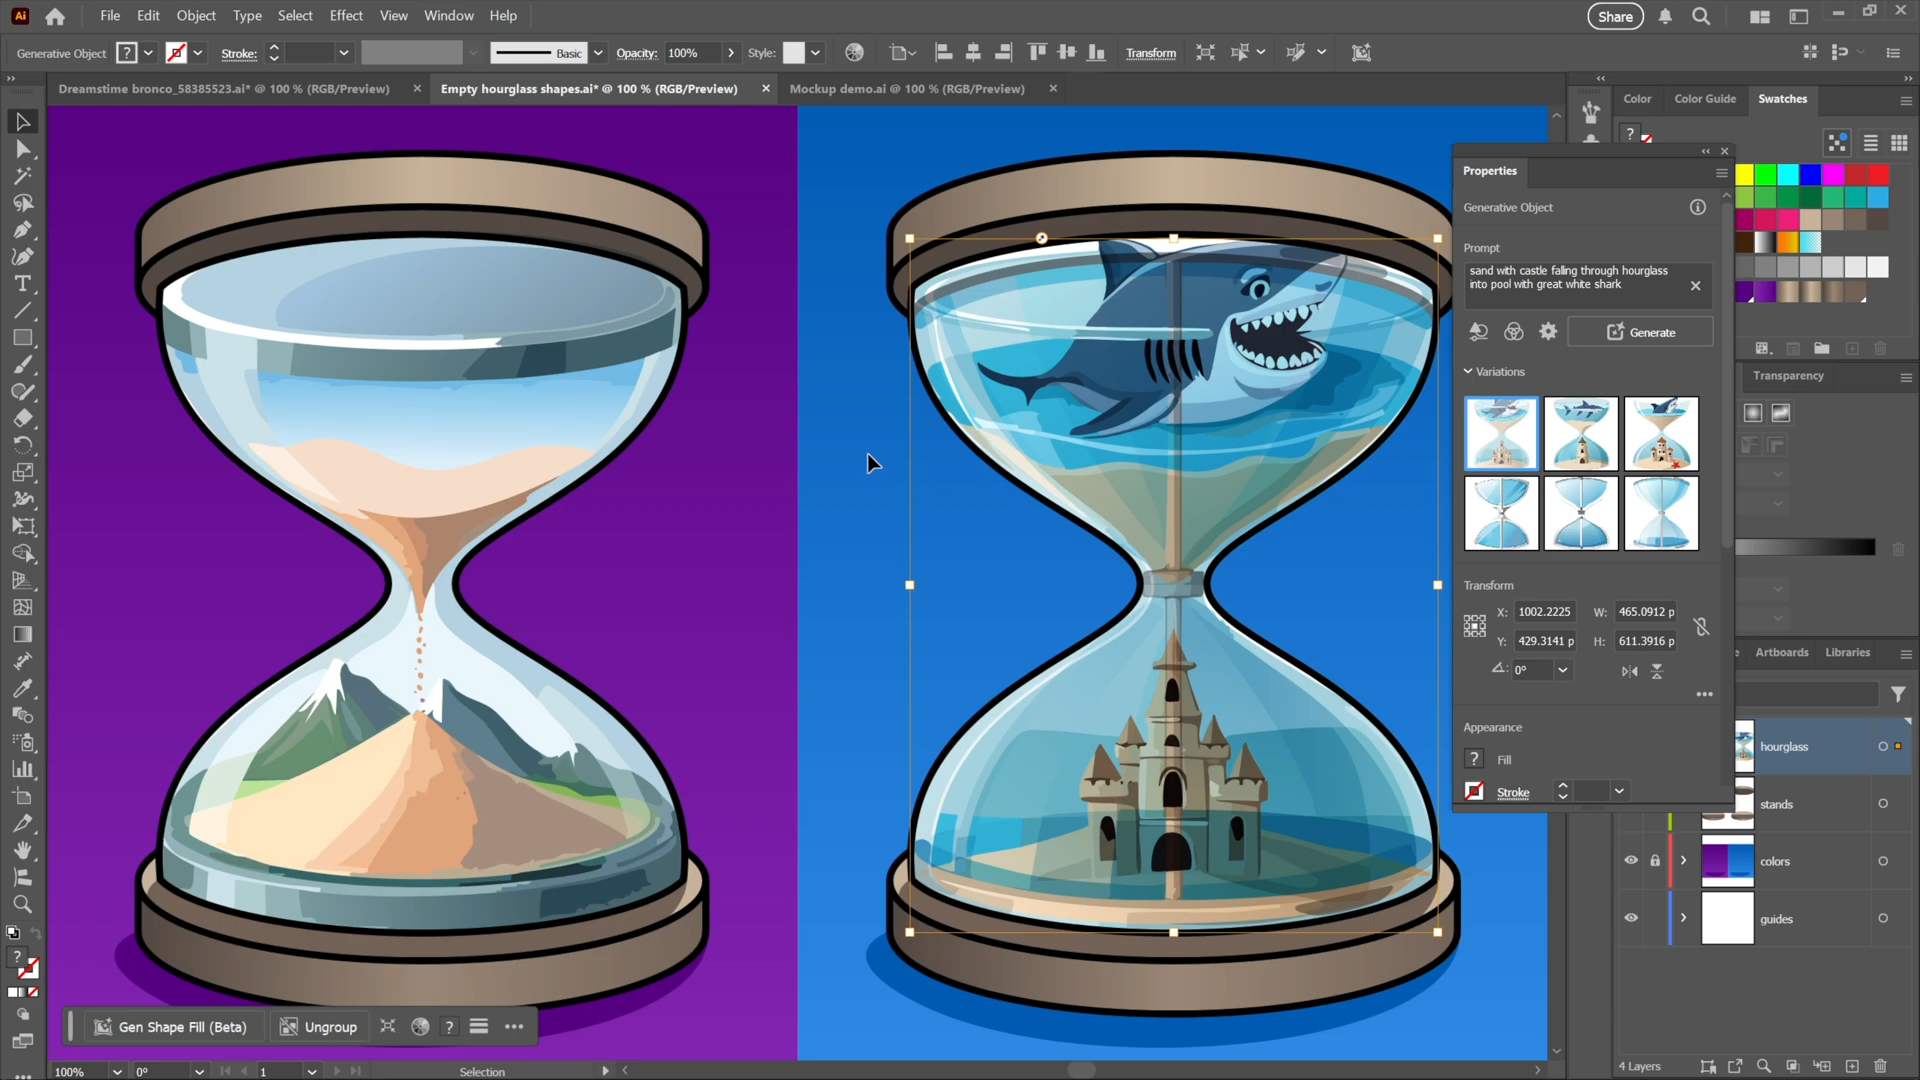 Ai File Edit Object Type Select Effect View Window Help Share
Generative Object ? Stroke: Basic Opacity: 100% Style: Transform
Dreamstime bronco_58385523.ai* @ 100 % (RGB/Preview) × Empty hourglass shapes.ai* @ 100 % (RGB/Preview) × Mockup demo.ai @ 100 % (RGB/Preview) ×
Color Color Guide Swatches
?
Properties
Generative Object
Prompt
sand with castle falling through hourglass
into pool with great white shark
Generate
Variations
Transparency
Transform
X: 1002.2225 W: 465.0912 p
Y: 429.3141 p H: 611.3916 p
0°
Artboards Libraries
Appearance
? Fill
Stroke
hourglass
stands
colors
guides
?
Gen Shape Fill (Beta) Ungroup ?
100% 0° 1 Selection
4 Layers